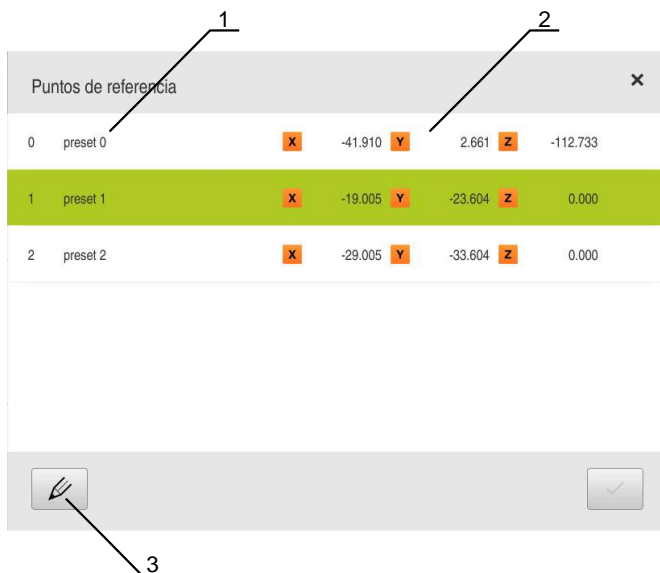 1 2
Puntos de referencia ×
0 preset 0 X -41.910 Y 2.661 Z -112.733
1 preset 1 X -19.005 Y -23.604 Z 0.000
2 preset 2 X -29.005 Y -33.604 Z 0.000
3